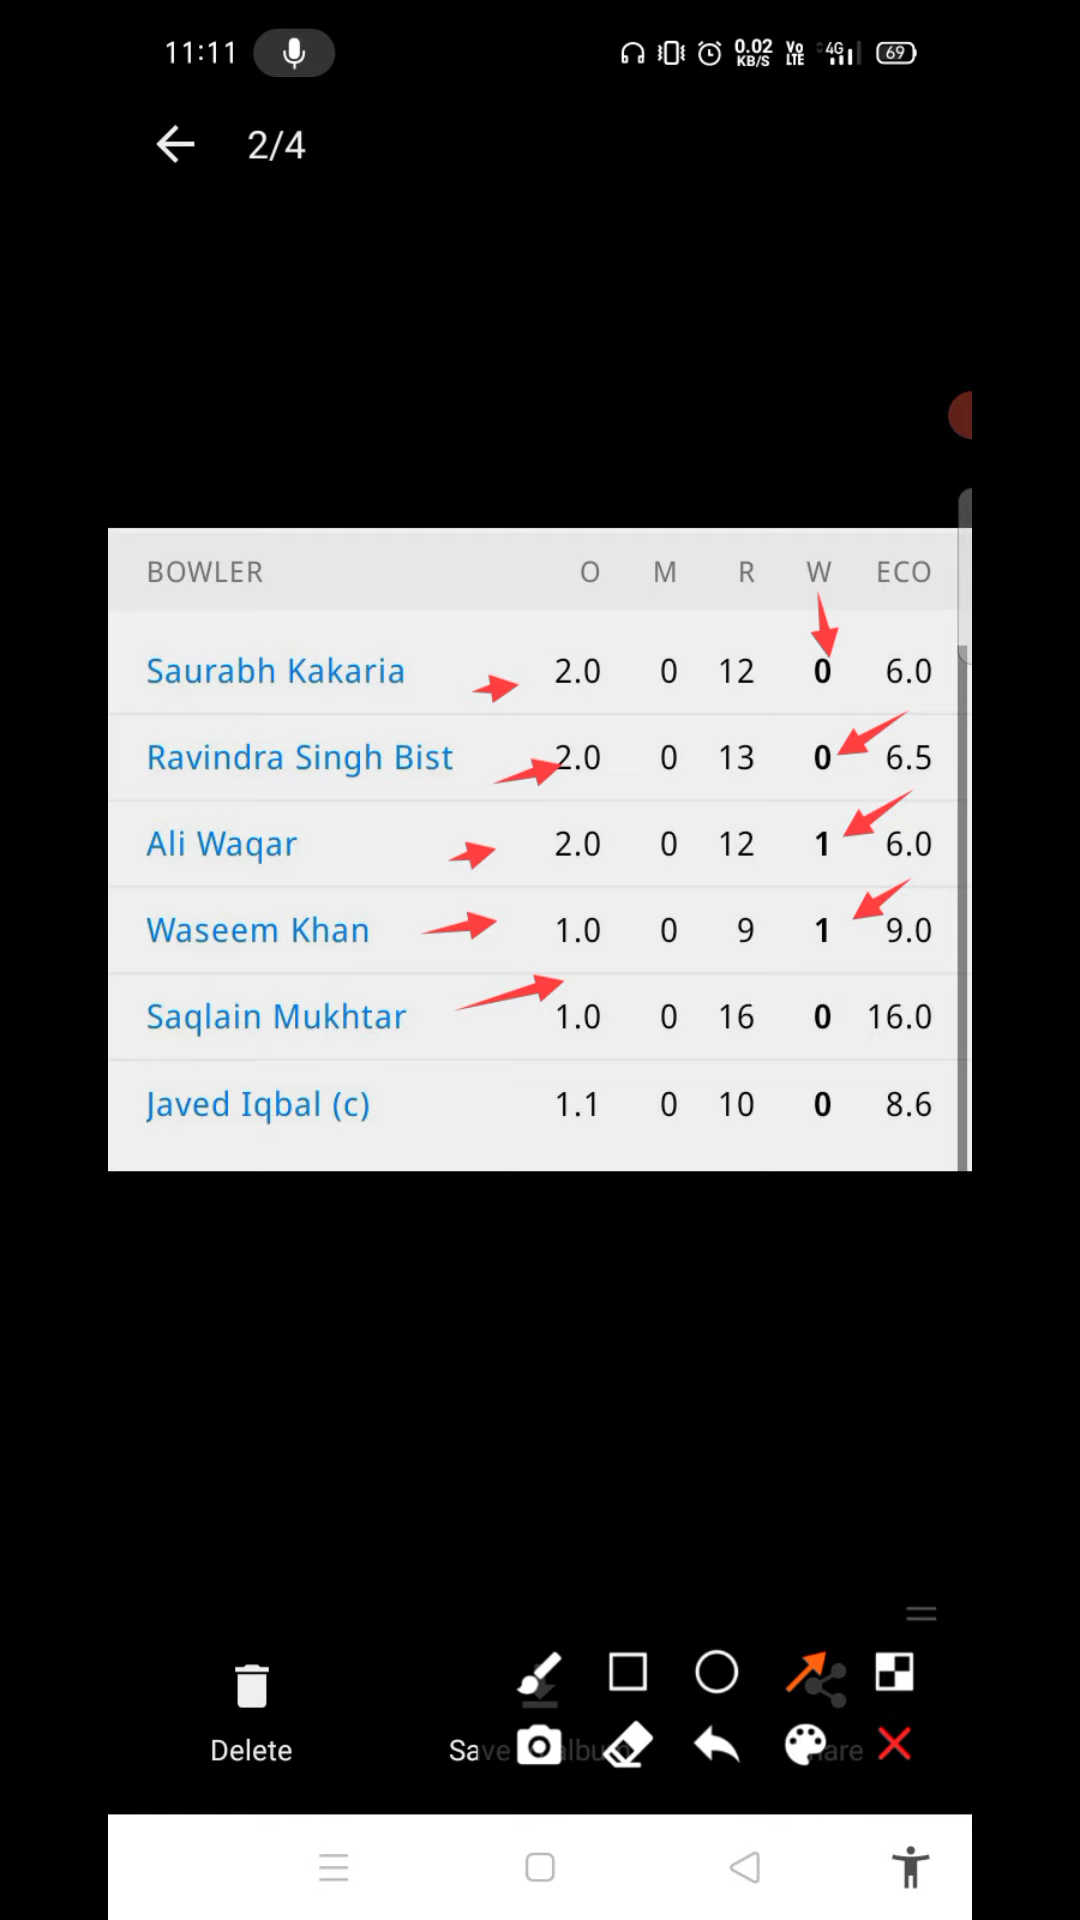 11:11 0.02 KB/S Vo LTE 4G 69
2/4
BOWLER O M R W ECO
Saurabh Kakaria 2.0 0 12 0 6.0
Ravindra Singh Bist 2.0 0 13 0 6.5
Ali Waqar 2.0 0 12 1 6.0
Waseem Khan 1.0 0 9 1 9.0
Saqlain Mukhtar 1.0 0 16 0 16.0
Javed Iqbal (c) 1.1 0 10 0 8.6
Delete